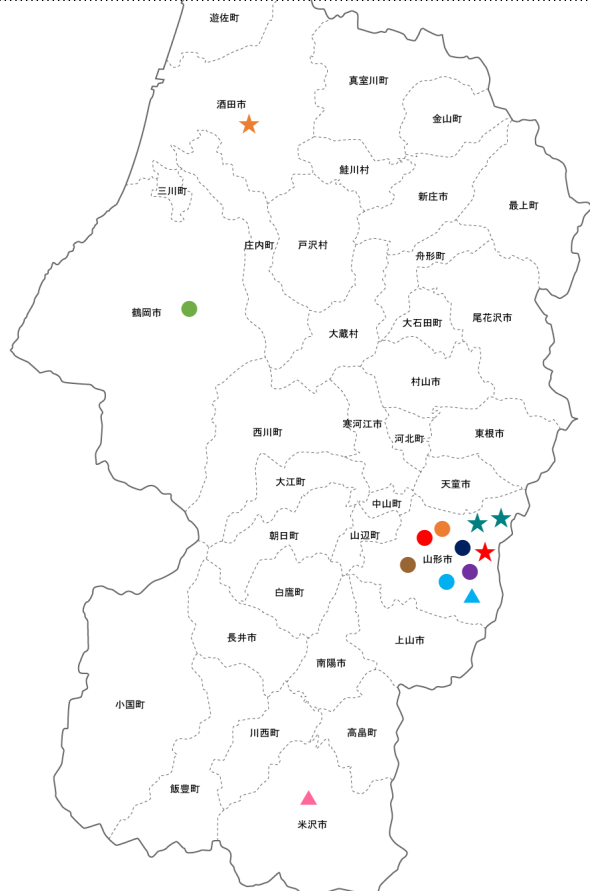 遊佐町
真室川町
酒田市
金山町
鮭川村
三川町
新庄市
最上町
庄内町
戸沢村
舟形町
鶴岡市
大石田町
尾花沢市
大蔵村
村山市
西川町
寒河江市
河北町
東根市
大江町
天童市
中山町
朝日町
山辺町
山形市
白鷹町
長井市
上山市
南陽市
小国町
川西町
高畠町
飯豊町
米沢市